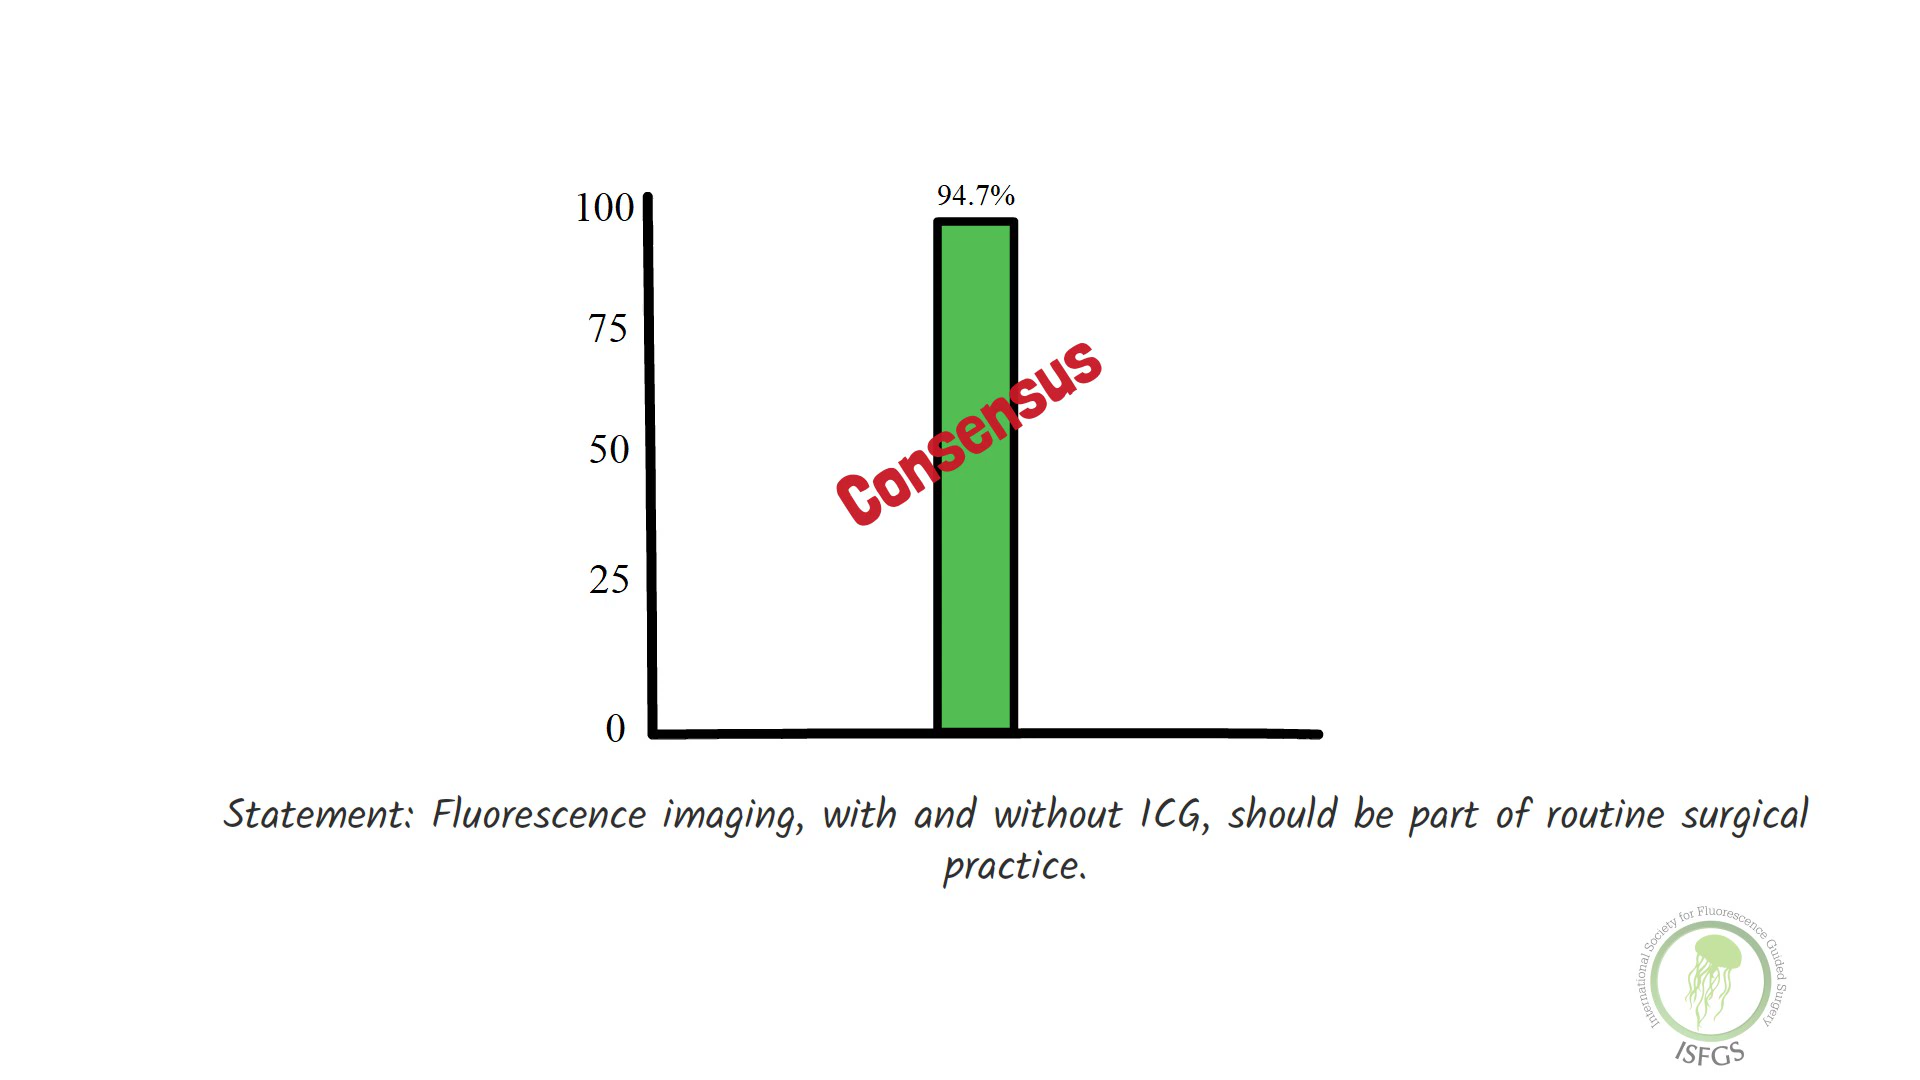 94.7%
100
75
50
25
0
Consensus
Statement: Fluorescence imaging, with and without ICG, should be part of routine surgical
practice.
International Society for Fluorescence Guided Surgery
ISFGS